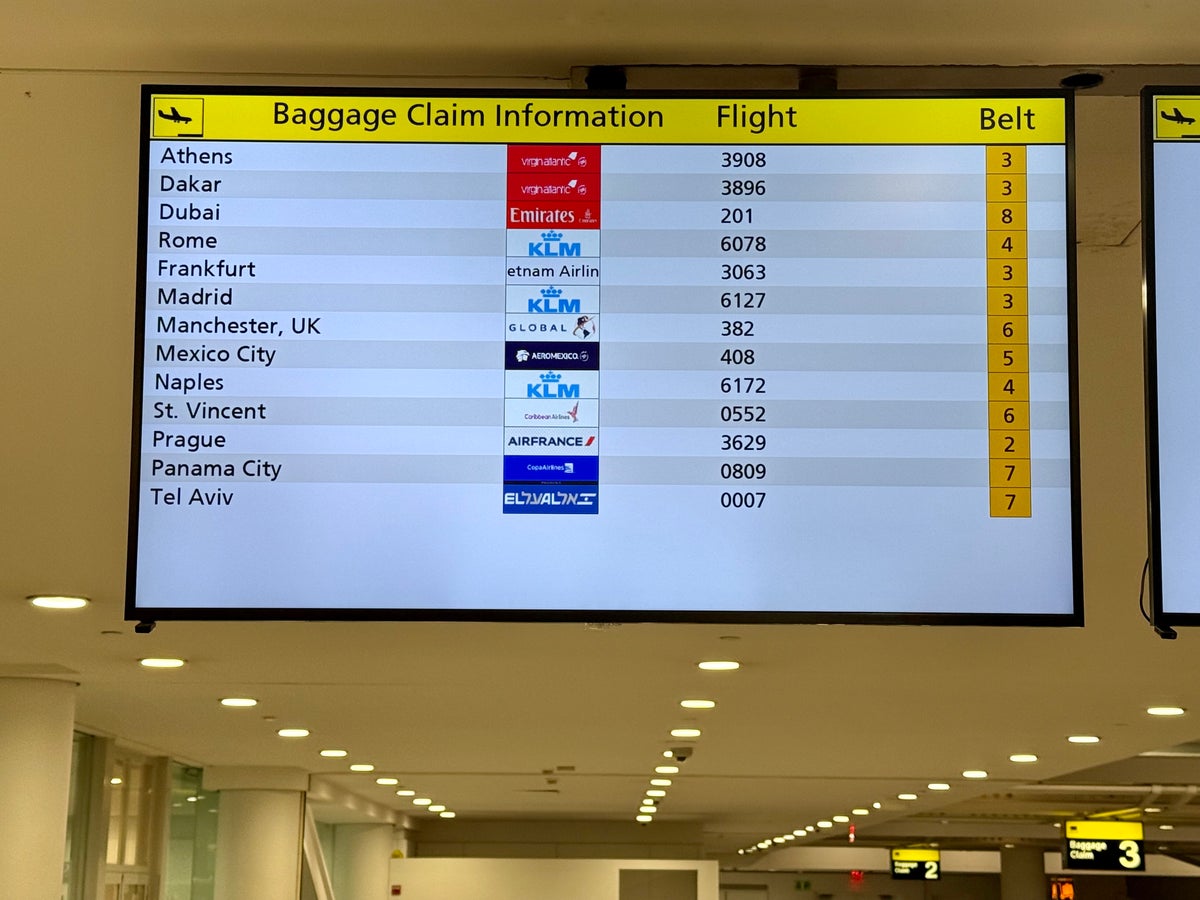 Baggage Claim Information Flight Belt
Athens virgin atlantic 3908 3
Dakar virgin atlantic 3896 3
Dubai Emirates 201 8
Rome KLM 6078 4
Frankfurt etnam Airlin 3063 3
Madrid KLM 6127 3
Manchester, UK GLOBAL 382 6
Mexico City AEROMEXICO 408 5
Naples KLM 6172 4
St. Vincent Caribbean Airlines 0552 6
Prague AIRFRANCE 3629 2
Panama City CopaAirlines 0809 7
Tel Aviv ELאלעלAL 0007 7
Baggage
Claim 2
Baggage
Claim 3